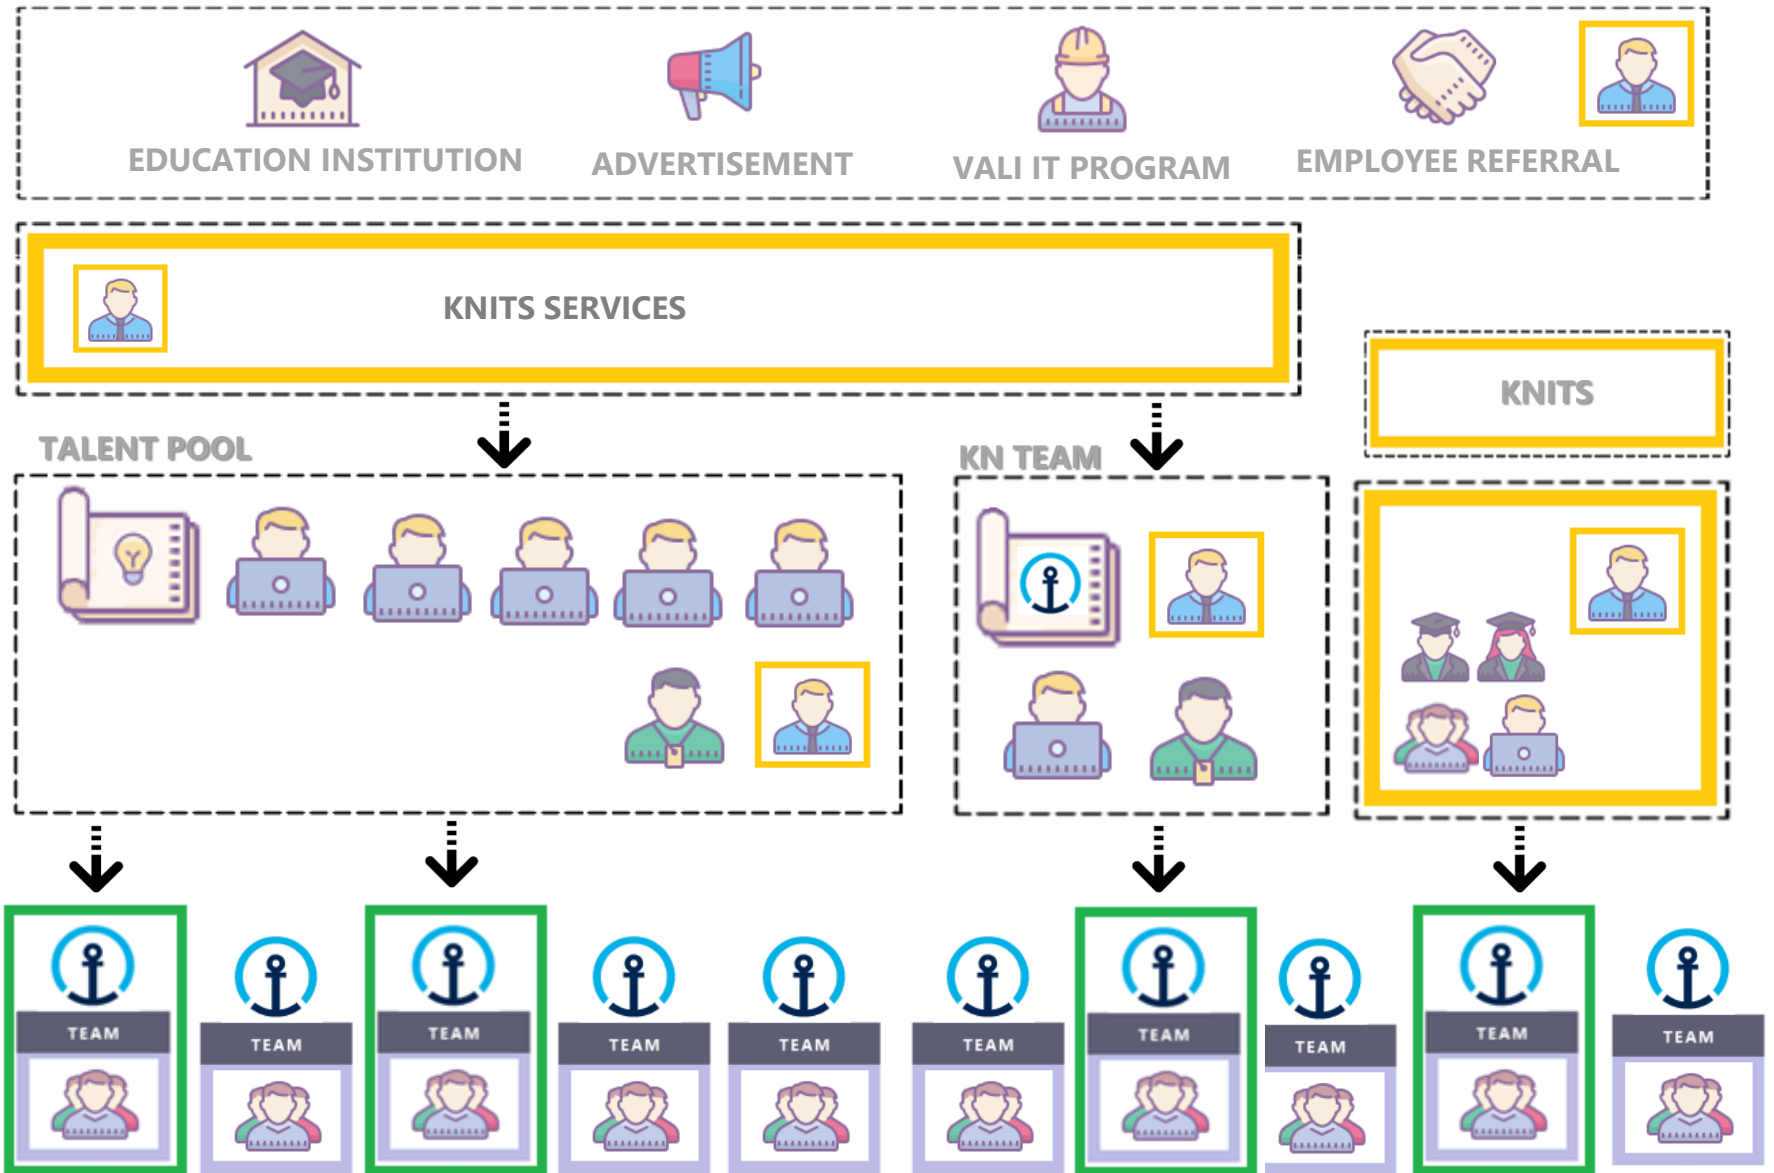 EDUCATION INSTITUTION
ADVERTISEMENT
VALI IT PROGRAM
EMPLOYEE REFERRAL
KNITS SERVICES
KNITS
TALENT POOL
KN TEAM
TEAM
TEAM
TEAM
TEAM
TEAM
TEAM
TEAM
TEAM
TEAM
TEAM